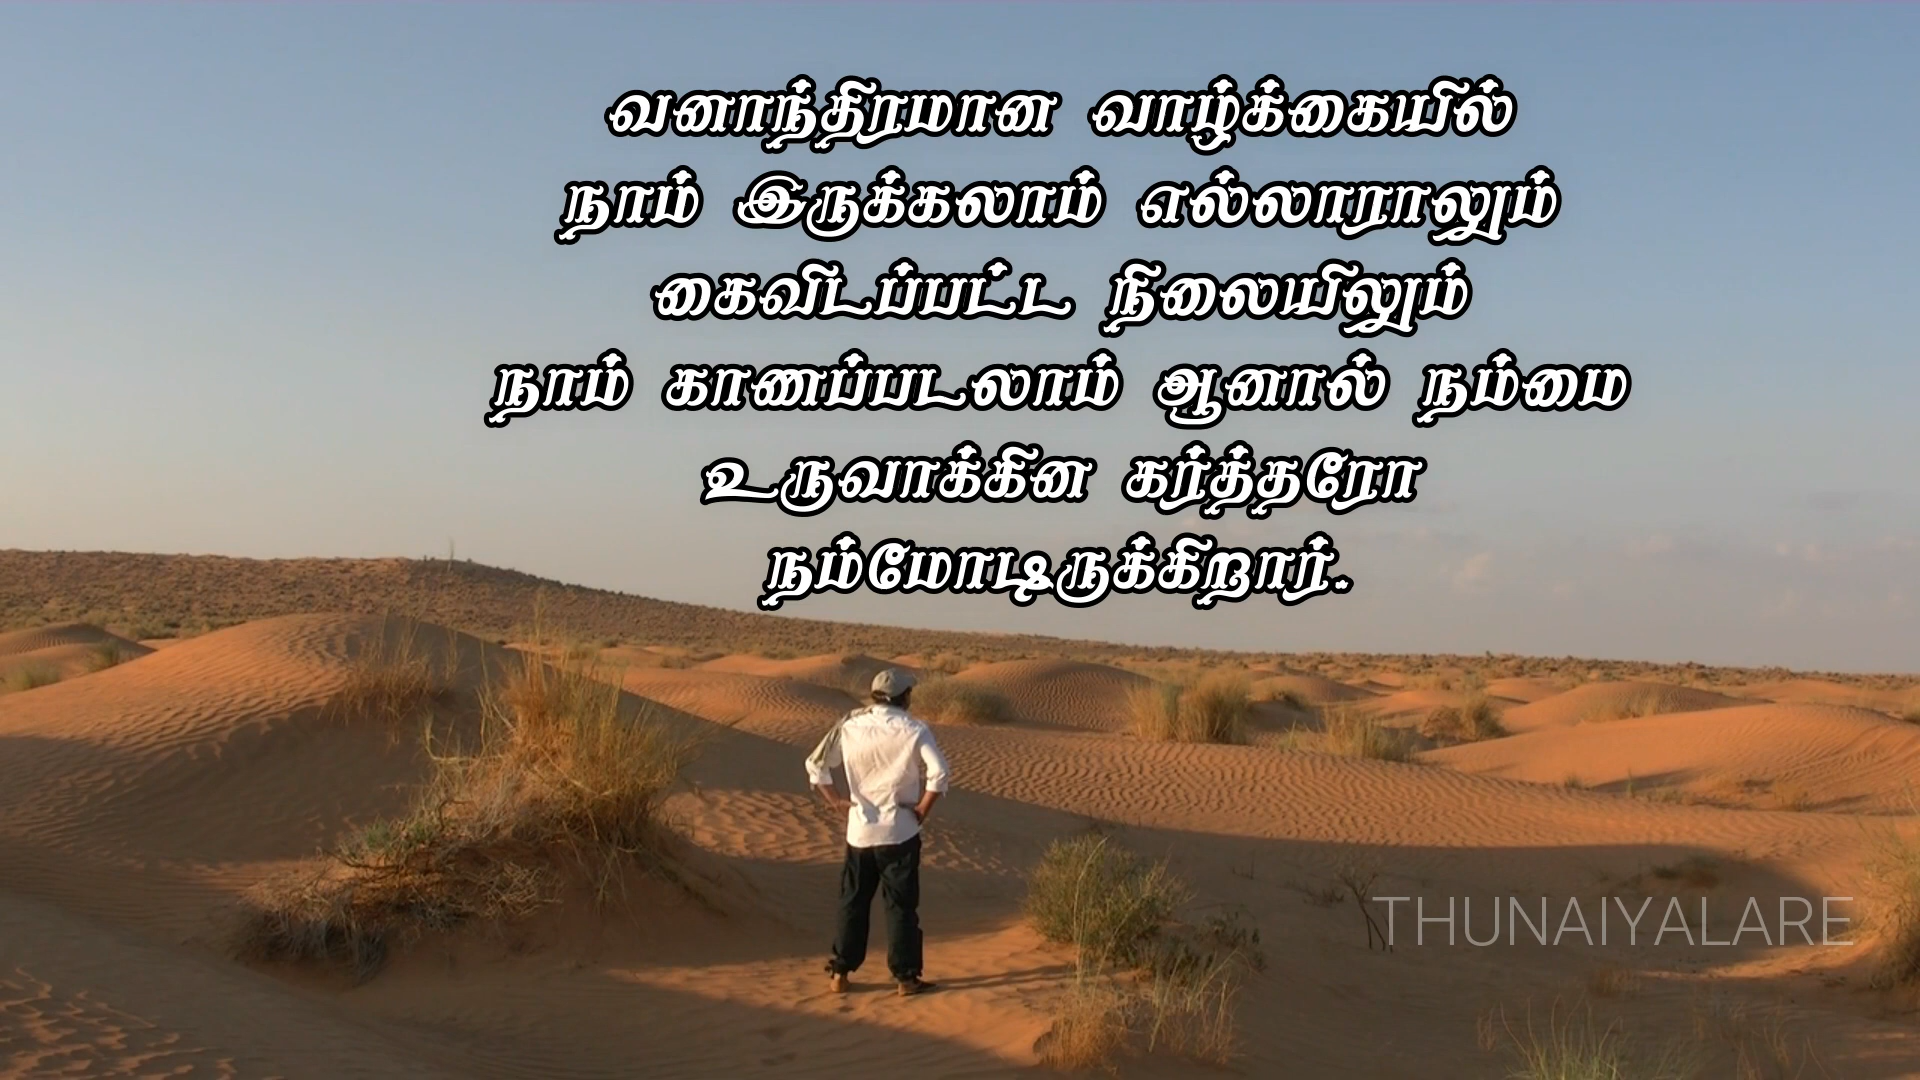 வனாந்திரமான வாழ்க்கையில்
நாம் இருக்கலாம் எல்லாராலும்
கைவிடப்பட்ட நிலையிலும்
நாம் காணப்படலாம் ஆனால் நம்மை
உருவாக்கின கர்த்தரோ
நம்மோடிருக்கிறார்.
THUNAIYALARE